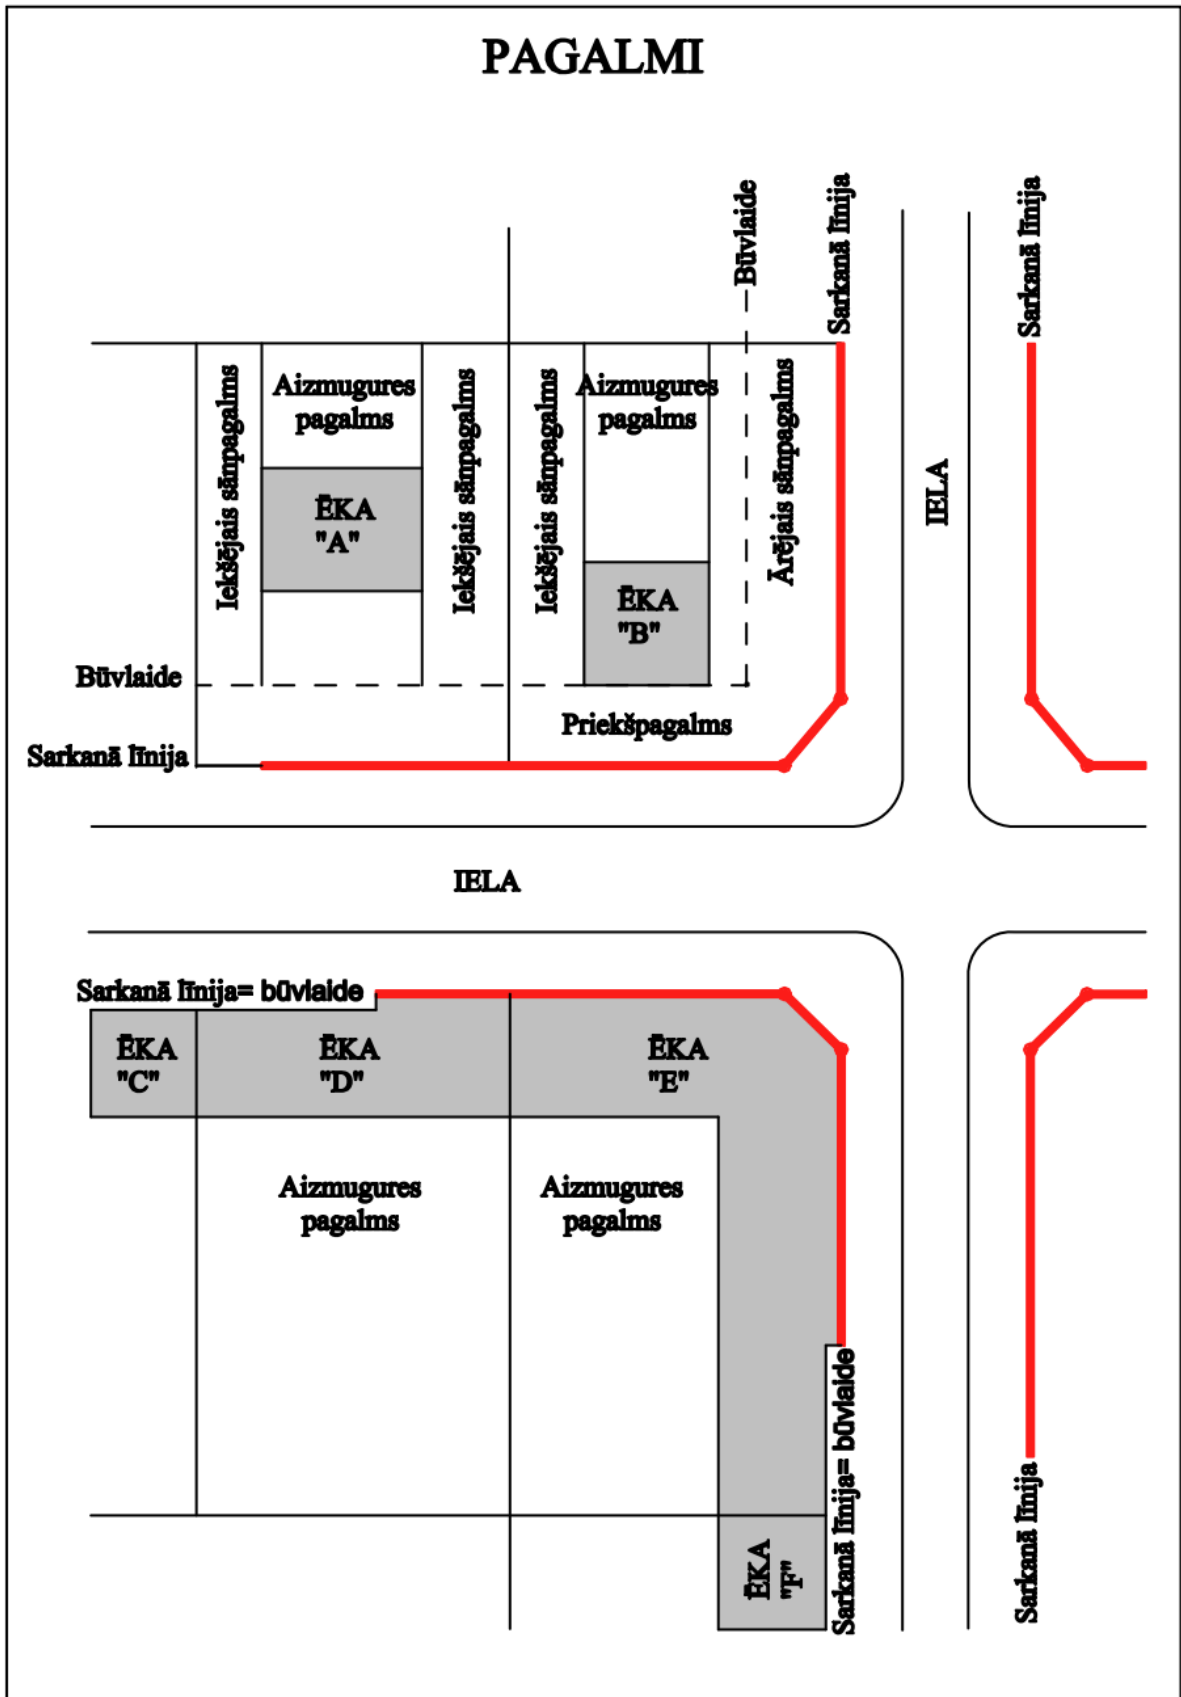 PAGALMI
Būvlaide
Sarkanā līnija
Sarkanā līnija
Iekšējais sānpagalms
Aizmugures
pagalms
Iekšējais sānpagalms
Iekšējais sānpagalms
Aizmugures
pagalms
Ārējais sānpagalms
IELA
ĒKA
"A"
ĒKA
"B"
Būvlaide
Priekšpagalms
Sarkanā līnija
IELA
Sarkanā līnija= būvlaide
ĒKA
"C"
ĒKA
"D"
ĒKA
"E"
Aizmugures
pagalms
Aizmugures
pagalms
Sarkanā līnija= būvlaide
Sarkanā līnija
ĒKA
"F"